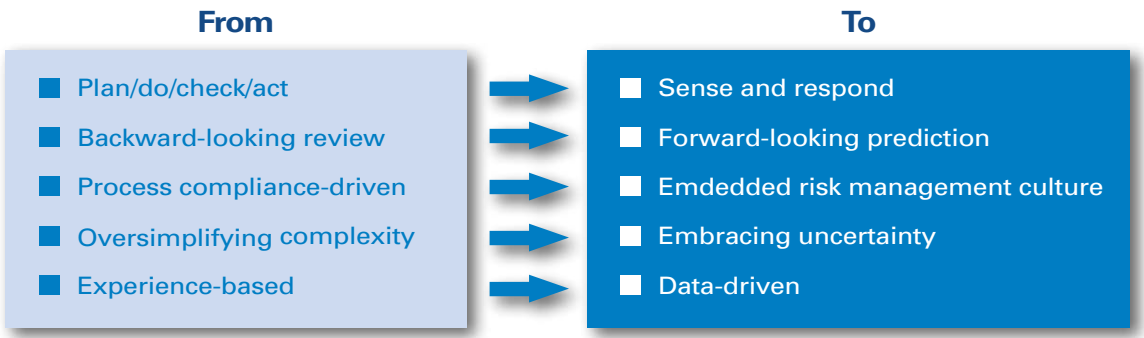 From
To
Plan/do/check/act
Sense and respond
Backward-looking review
Forward-looking prediction
Process compliance-driven
Emdedded risk management culture
Oversimplifying complexity
Embracing uncertainty
Experience-based
Data-driven